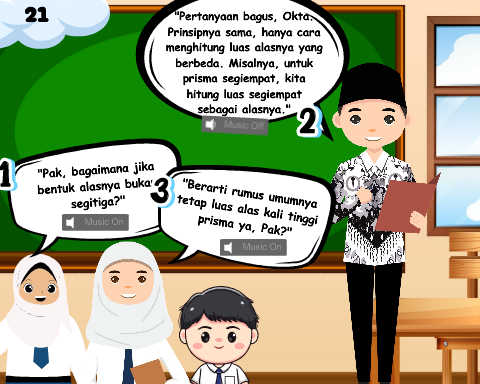 21
1
"Pak, bagaimana jika
bentuk alasnya bukan
segitiga?"
Music On
2
"Pertanyaan bagus, Okta.
Prinsipnya sama, hanya cara
menghitung luas alasnya yang
berbeda. Misalnya, untuk
prisma segiempat, kita
hitung luas segiempat
sebagai alasnya."
Music Off
3
"Berarti rumus umumnya
tetap luas alas kali tinggi
prisma ya, Pak?"
Music On